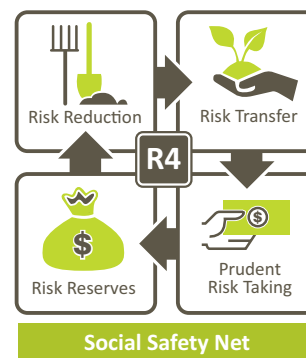 Risk Reduction
Risk Transfer
R4
$
$
Risk Reserves
Prudent
Risk Taking
Social Safety Net